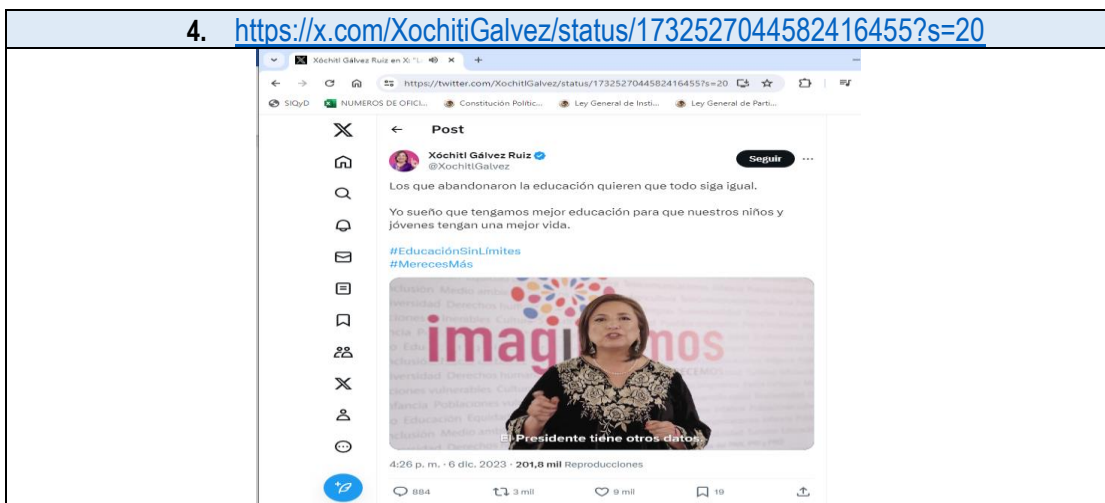 4. https://x.com/XochitiGalvez/status/1732527044582416455?s=20
Xóchitl Gálvez Ruiz en X: "L
https://twitter.com/XochitlGalvez/status/1732527044582416455?s=20
SIQyD NUMEROS DE OFICI... Constitución Polític... Ley General de Insti... Ley General de Parti...
Post
Xóchitl Gálvez Ruiz
@XochitlGalvez
Seguir
Los que abandonaron la educación quieren que todo siga igual.
Yo sueño que tengamos mejor educación para que nuestros niños y
jóvenes tengan una mejor vida.
#EducaciónSinLímites
#MerecesMás
El Presidente tiene otros datos.
4:26 p. m. · 6 dic. 2023 · 201,8 mil Reproducciones
884 3 mil 9 mil 19